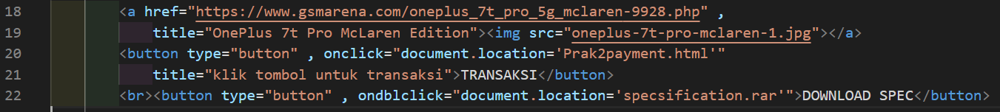 18 <a href="https://www.gsmarena.com/oneplus_7t_pro_5g_mclaren-9928.php" ,
19 title="OnePlus 7t Pro McLaren Edition"><img src="oneplus-7t-pro-mclaren-1.jpg"></a>
20 <button type="button" , onclick="document.location='Prak2payment.html'"
21 title="klik tombol untuk transaksi">TRANSAKSI</button>
22 <br><button type="button" , ondblclick="document.location='specsification.rar'">DOWNLOAD SPEC</button>